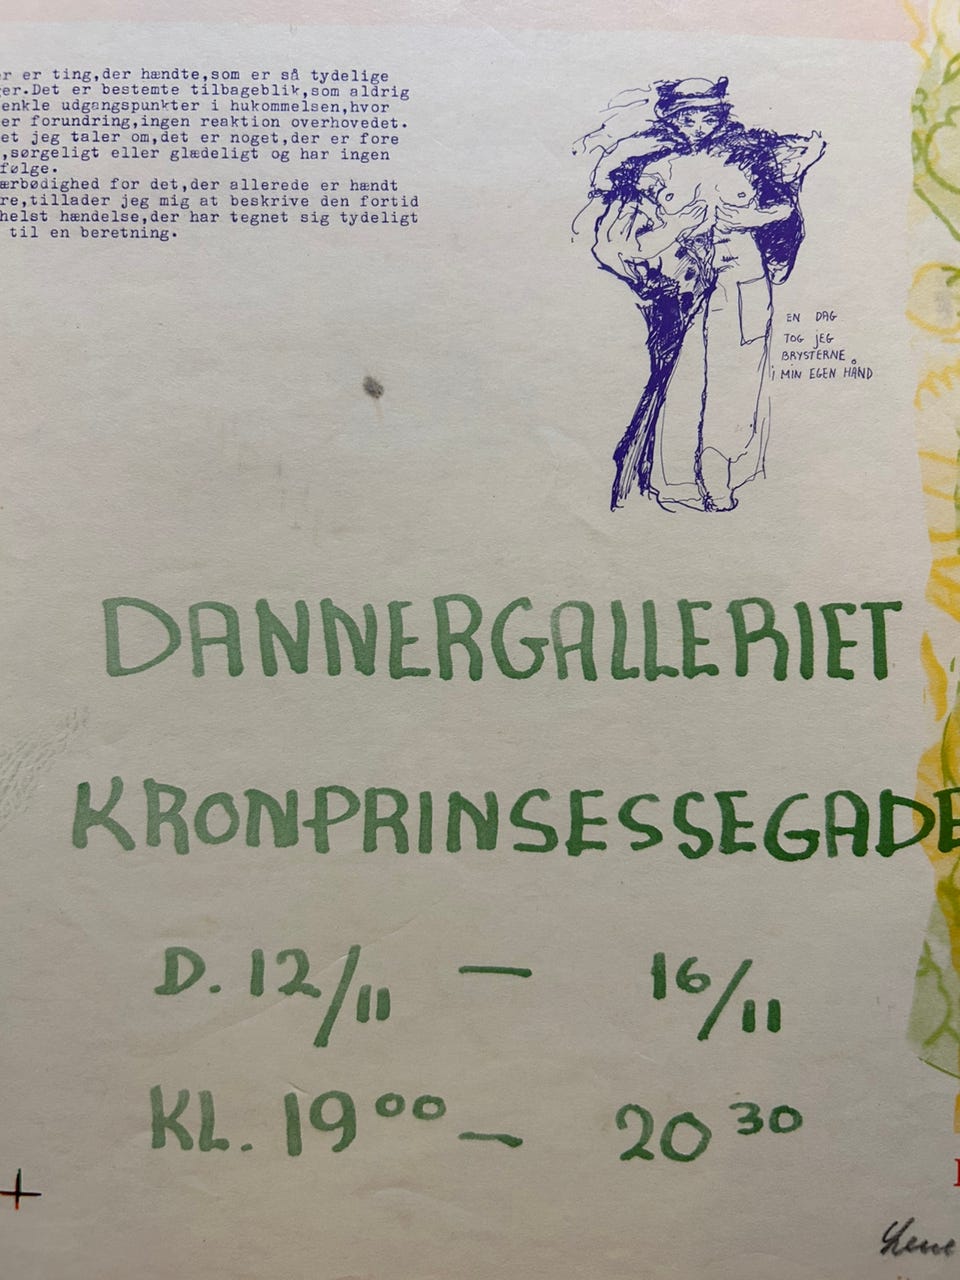 er er ting,der hændte,som er så tydelige
ger.Det er bestemte tilbageblik,som aldrig
enkle udgangspunkter i hukommelsen,hvor
er forundring,ingen reaktion overhovedet.
et jeg taler om,det er noget,der er fore
,sørgeligt eller glædeligt og har ingen
følge.
ærbødighed for det,der allerede er hændt
re,tillader jeg mig at beskrive den fortid
helst hændelse,der har tegnet sig tydeligt
til en beretning.
EN DAG
TOG JEG
BRYSTERNE
i MIN EGEN HÅND
DANNERGALLERIET
KRONPRINSESSEGADE
D. 12/11 — 16/11
KL. 19⁰⁰ — 20³⁰
Lene